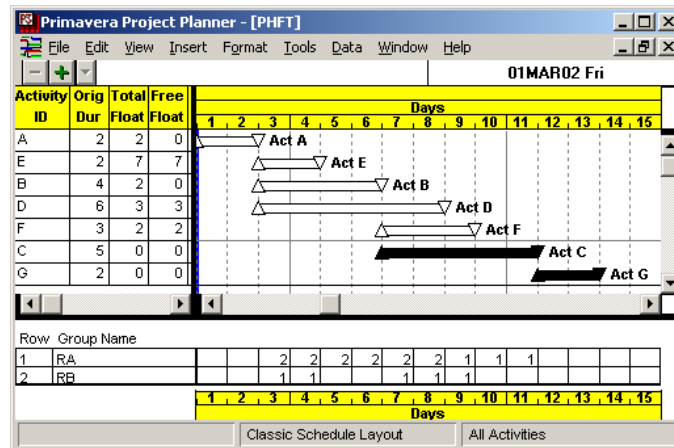 Primavera Project Planner - [PHFT]
File Edit View Insert Format Tools Data Window Help
01MAR02 Fri
Activity Orig Total Free
ID Dur Float Float
Days
1 2 3 4 5 6 7 8 9 10 11 12 13 14 15
A 2 2 0 Act A
E 2 7 7 Act E
B 4 2 0 Act B
D 6 3 3 Act D
F 3 2 2 Act F
C 5 0 0 Act C
G 2 0 0 Act G
Row Group Name
1 RA 2 2 2 2 2 2 1 1 1
2 RB 1 1 1 1 1
1 2 3 4 5 6 7 8 9 10 11 12 13 14 15
Days
Classic Schedule Layout All Activities